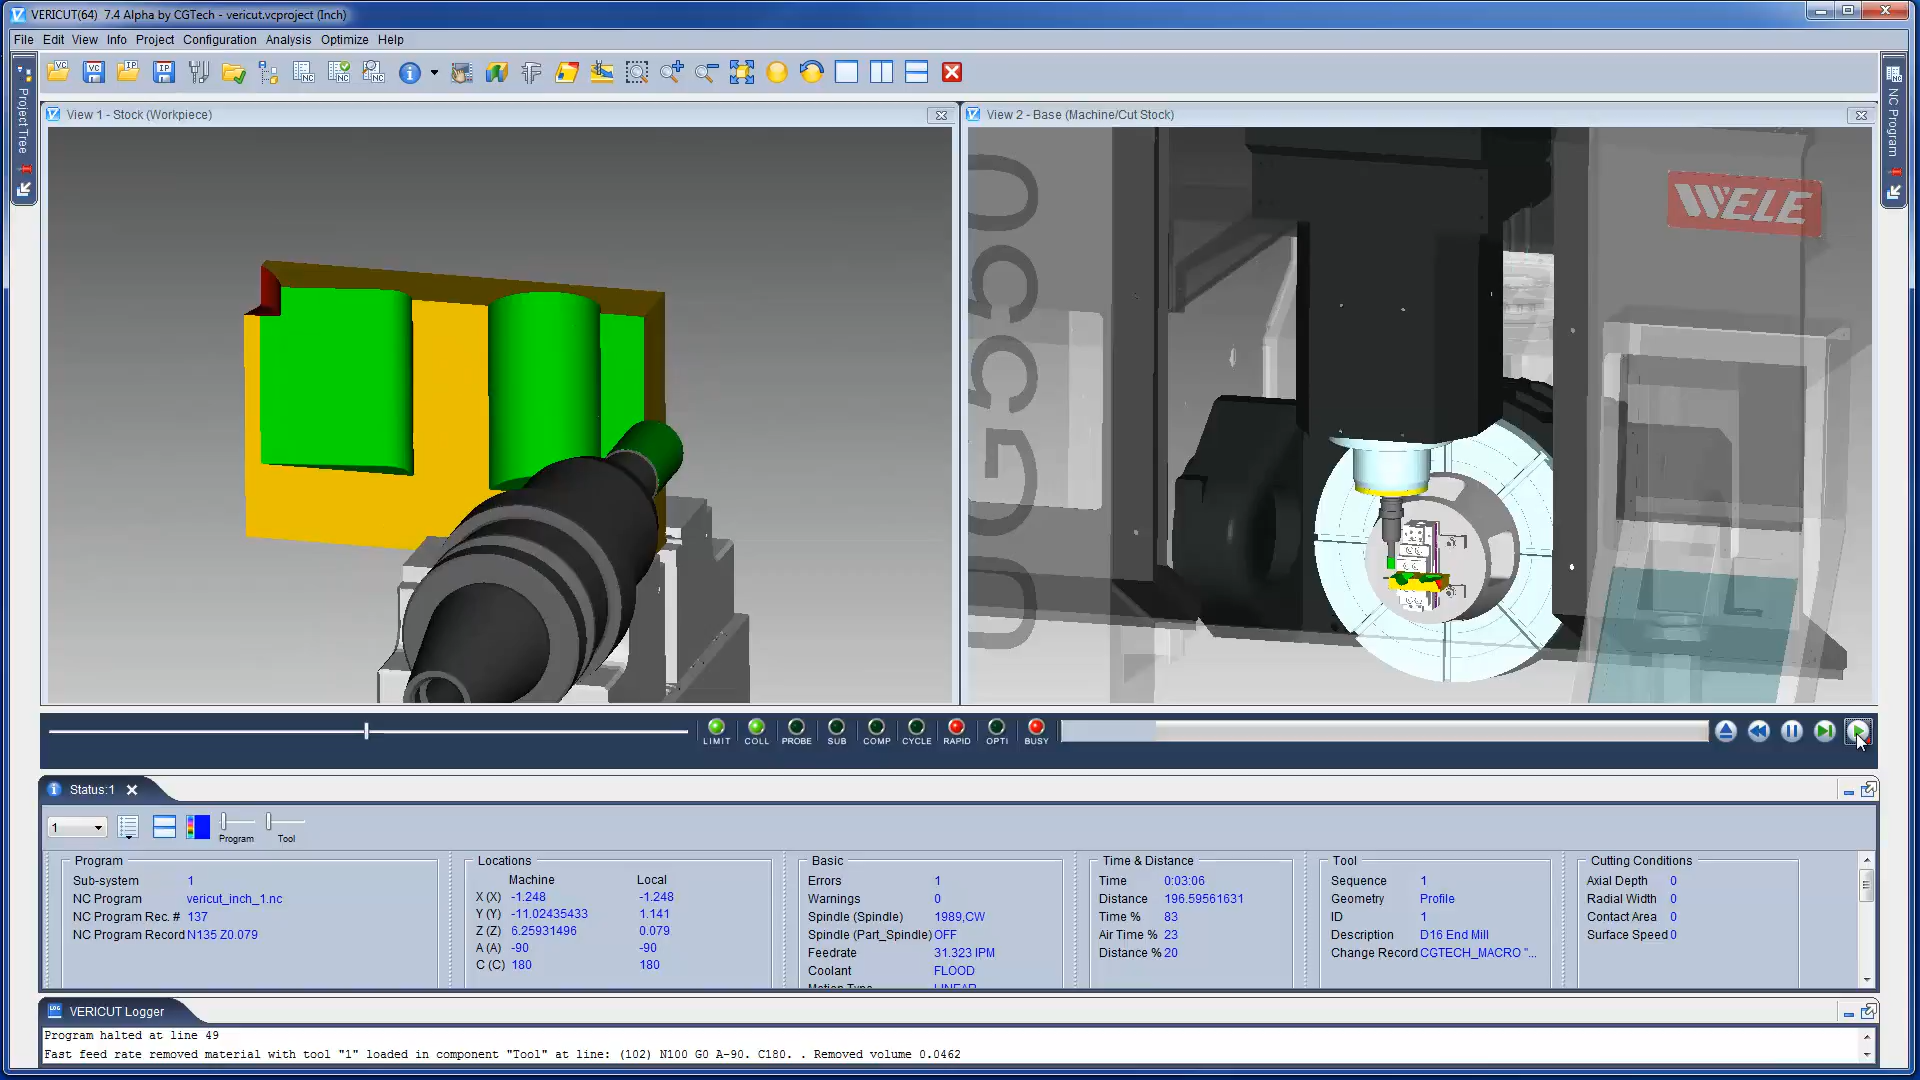 VERICUT(64) 7.4 Alpha by CGTech - vericut.vcproject (Inch)
File Edit View Info Project Configuration Analysis Optimize Help
Project Tree
View 1 - Stock (Workpiece)
View 2 - Base (Machine/Cut Stock)
NC Program
WELE
LIMIT COLL PROBE SUB COMP CYCLE RAPID OPTI BUSY
Status:1
1
Program Tool
Program
Sub-system 1
NC Program vericut_inch_1.nc
NC Program Rec. # 137
NC Program Record N135 Z0.079
Locations
Machine Local
X (X) -1.248 -1.248
Y (Y) -11.02435433 1.141
Z (Z) 6.25931496 0.079
A (A) -90 -90
C (C) 180 180
Basic
Errors 1
Warnings 0
Spindle (Spindle) 1989,CW
Spindle (Part_Spindle) OFF
Feedrate 31.323 IPM
Coolant FLOOD
Motion Type LINEAR
Time & Distance
Time 0:03:06
Distance 196.59561631
Time % 83
Air Time % 23
Distance % 20
Tool
Sequence 1
Geometry Profile
ID 1
Description D16 End Mill
Change Record CGTECH_MACRO "...
Cutting Conditions
Axial Depth 0
Radial Width 0
Contact Area 0
Surface Speed 0
VERICUT Logger
Program halted at line 49
Fast feed rate removed material with tool "1" loaded in component "Tool" at line: (102) N100 G0 A-90. C180. . Removed volume 0.0462